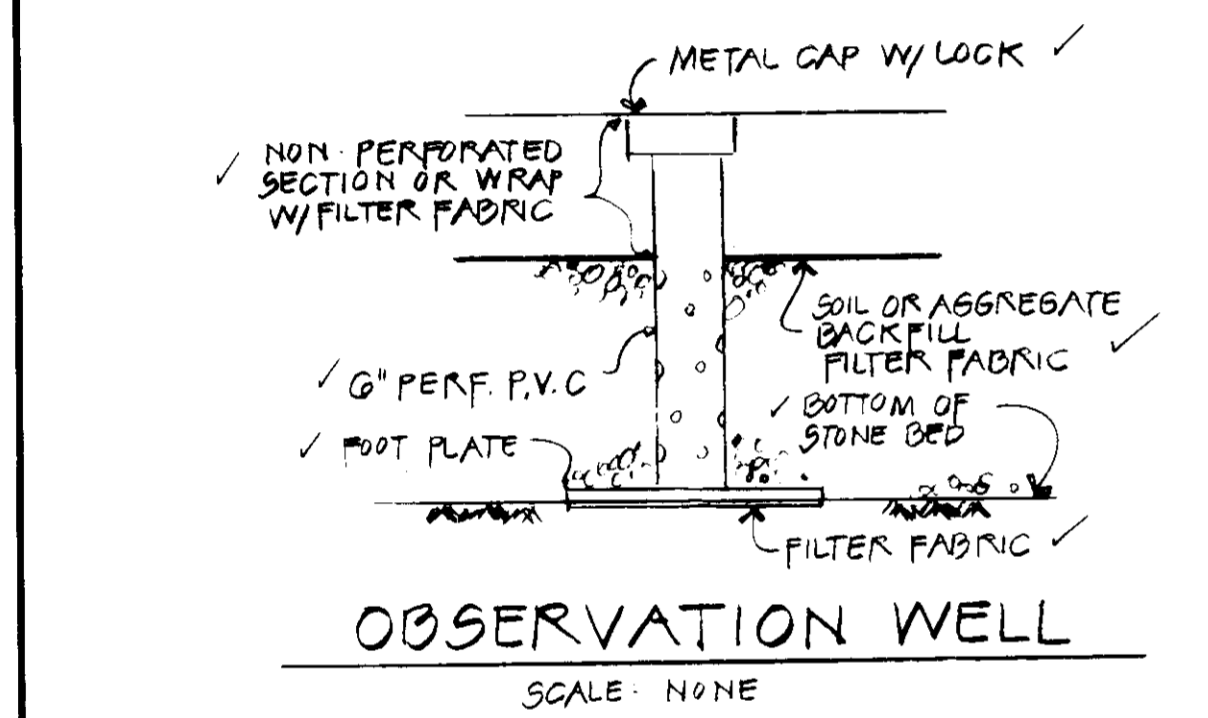 METAL CAP W/ LOCK ✓
✓ NON-PERFORATED
SECTION OR WRAP
W/ FILTER FABRIC
SOIL OR AGGREGATE
BACKFILL
FILTER FABRIC ✓
✓ 6" PERF. P.V.C
✓ BOTTOM OF
STONE BED
✓ FOOT PLATE
FILTER FABRIC ✓
OBSERVATION WELL
SCALE: NONE